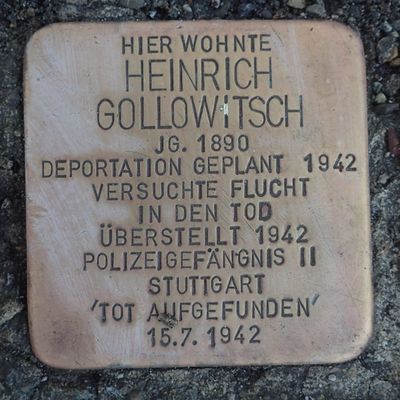 HIER WOHNTE
HEINRICH
GOLLOWITSCH
JG. 1890
DEPORTATION GEPLANT 1942
VERSUCHTE FLUCHT
IN DEN TOD
ÜBERSTELLT 1942
POLIZEIGEFÄNGNIS II
STUTTGART
'TOT AUFGEFUNDEN'
15.7. 1942